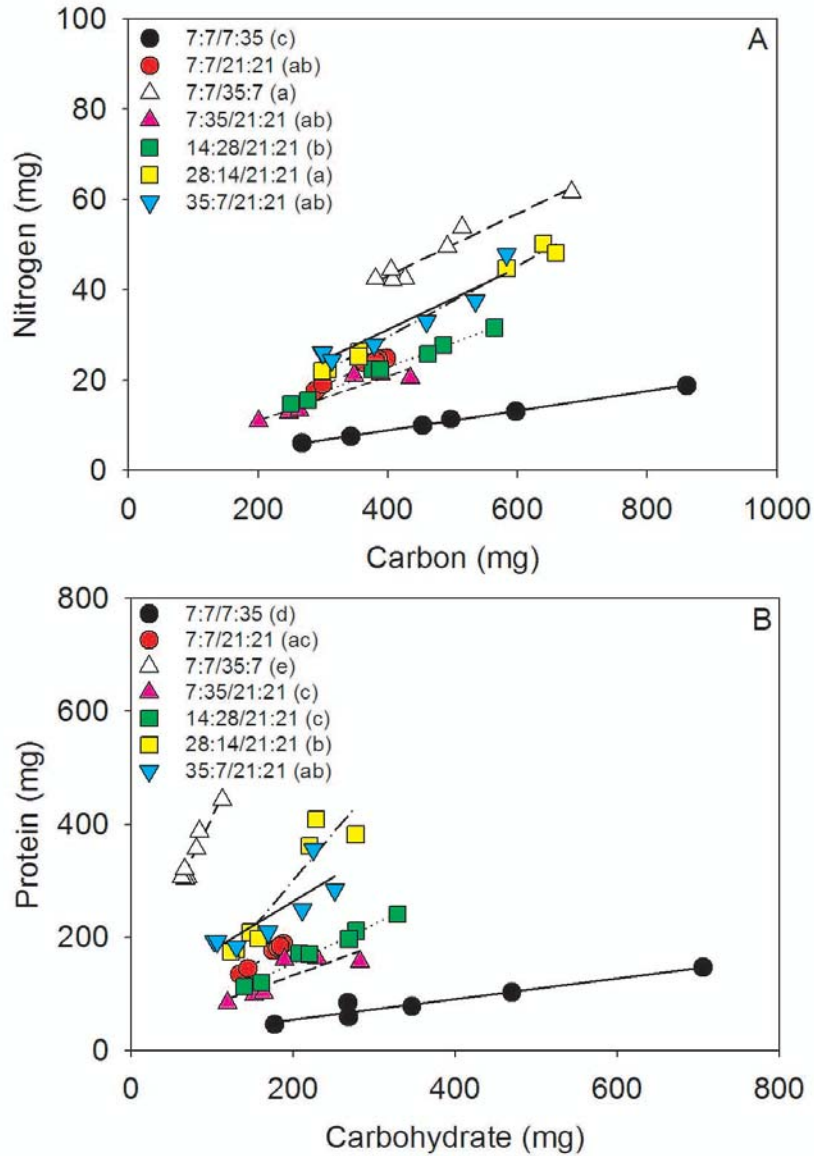 100
80
60
40
20
0
Nitrogen (mg)
7:7/7:35 (c)
7:7/21:21 (ab)
7:7/35:7 (a)
7:35/21:21 (ab)
14:28/21:21 (b)
28:14/21:21 (a)
35:7/21:21 (ab)
A
0 200 400 600 800 1000
Carbon (mg)
800
600
400
200
0
Protein (mg)
7:7/7:35 (d)
7:7/21:21 (ac)
7:7/35:7 (e)
7:35/21:21 (c)
14:28/21:21 (c)
28:14/21:21 (b)
35:7/21:21 (ab)
B
0 200 400 600 800
Carbohydrate (mg)